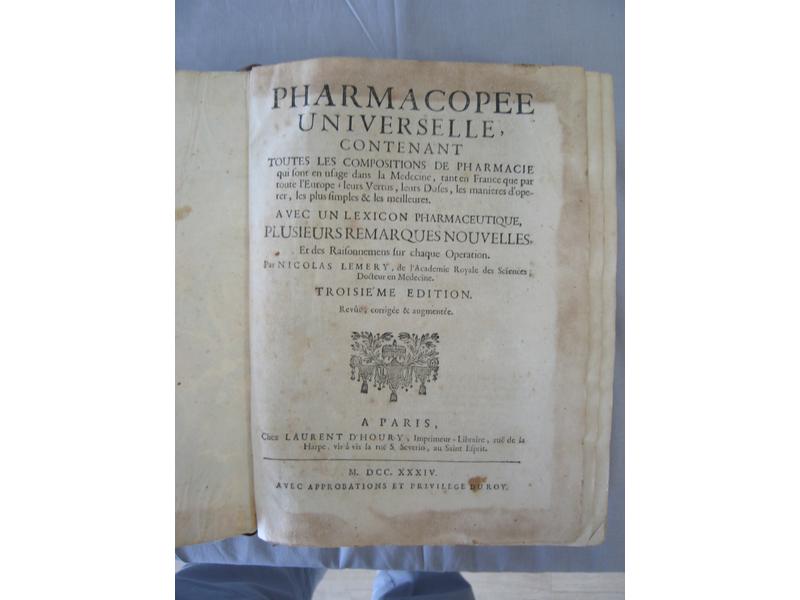 PHARMACOPEE
UNIVERSELLE,
CONTENANT
TOUTES LES COMPOSITIONS DE PHARMACIE
qui sont en usage dans la Medecine, tant en France que par
toute l'Europe ; leurs Vertus, leurs Doses, les manieres d'ope-
rer, les plus simples & les meilleures.
AVEC UN LEXICON PHARMACEUTIQUE,
PLUSIEURS REMARQUES NOUVELLES,
Et des Raisonnemens sur chaque Operation.
Par NICOLAS LEMERY, de l'Academie Royale des Sciences,
Docteur en Medecine.
TROISIÉME EDITION.
Revûë, corrigée & augmentée.
A PARIS,
Chez LAURENT D'HOURY, Imprimeur-Libraire, ruë de la
Harpe, vis à vis la ruë S. Severin, au Saint Esprit.
M. DCC. XXXIV.
AVEC APPROBATIONS ET PRIVILEGE DU ROY.